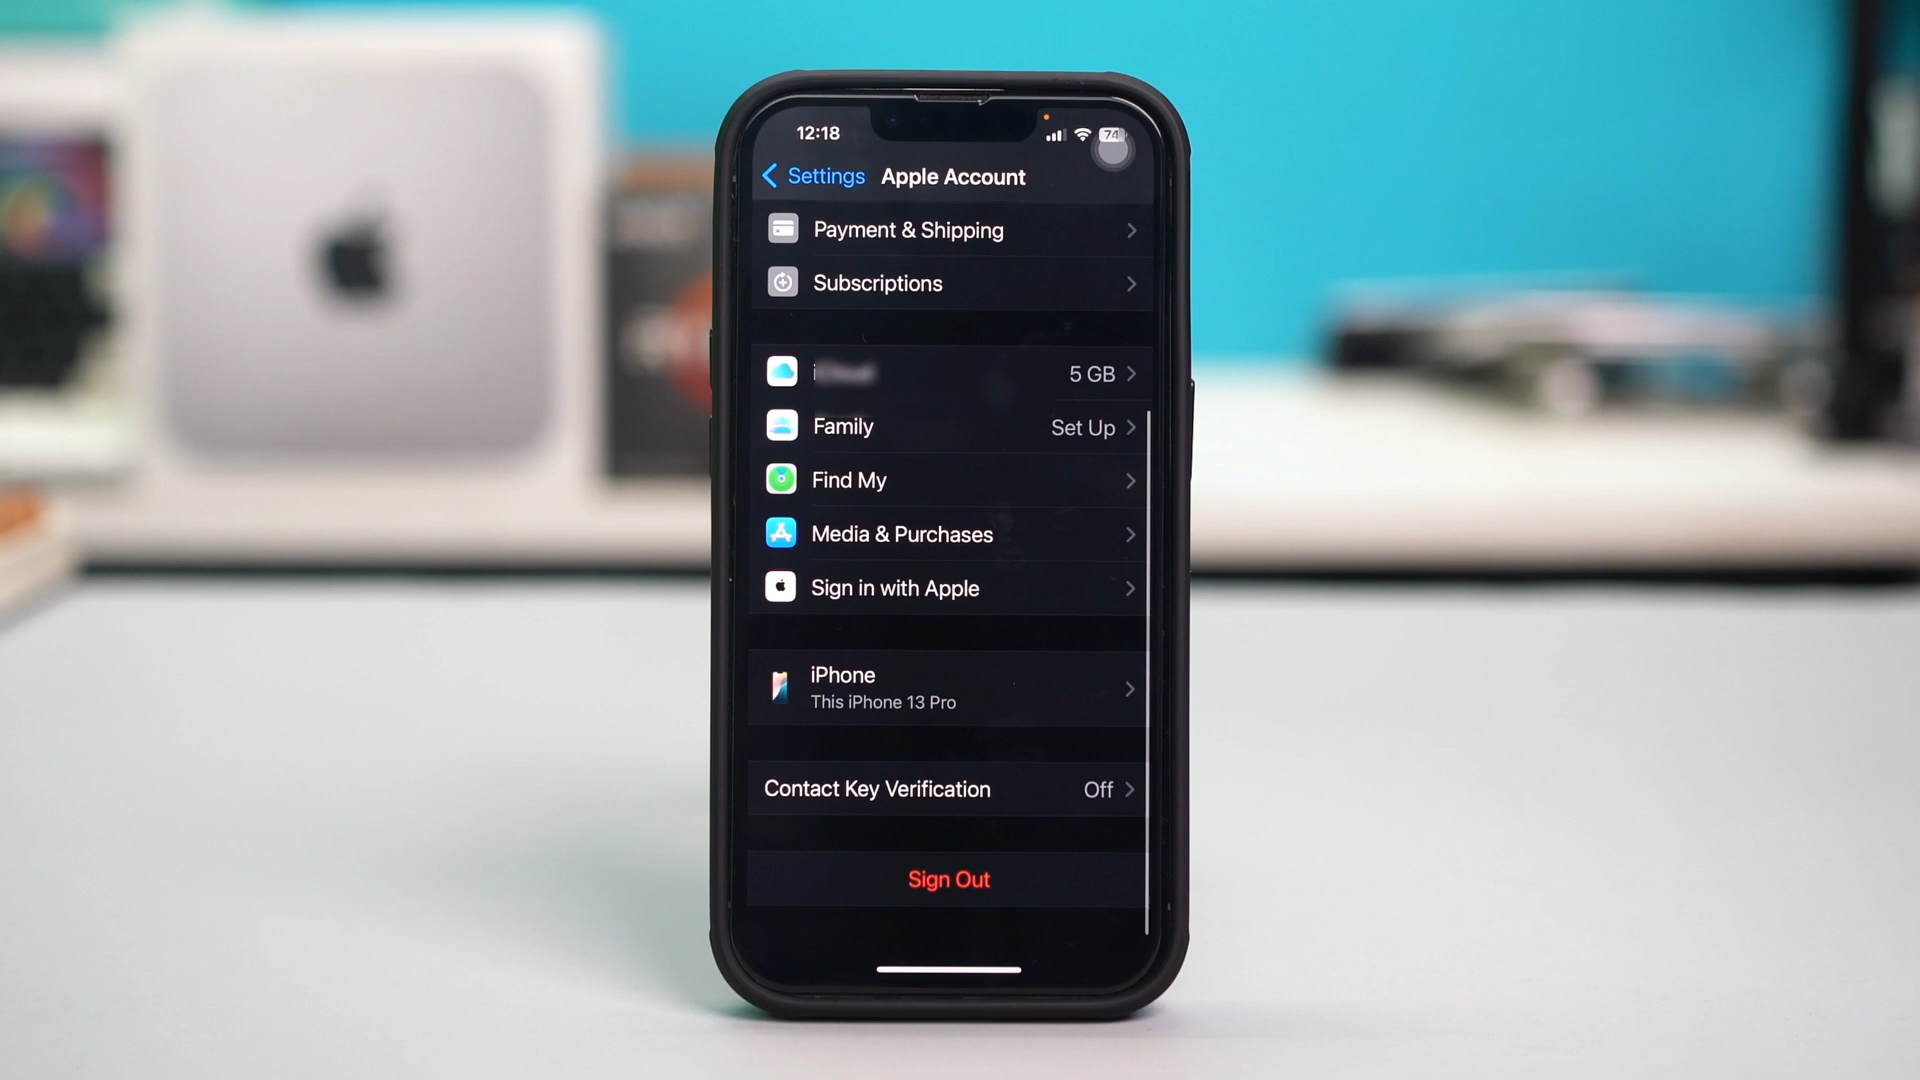 12:18
74
Settings
Apple Account
Payment & Shipping
Subscriptions
5 GB
Family
Set Up
Find My
Media & Purchases
Sign in with Apple
iPhone
This iPhone 13 Pro
Contact Key Verification
Off
Sign Out